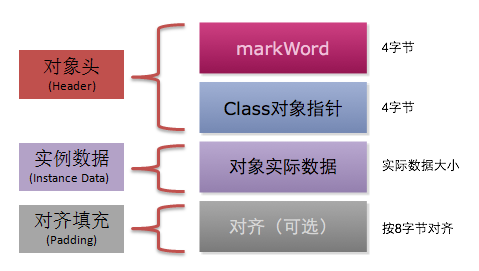 对象头
(Header)
markWord
4字节
Class对象指针
4字节
实例数据
(Instance Data)
对象实际数据
实际数据大小
对齐填充
(Padding)
对齐（可选）
按8字节对齐